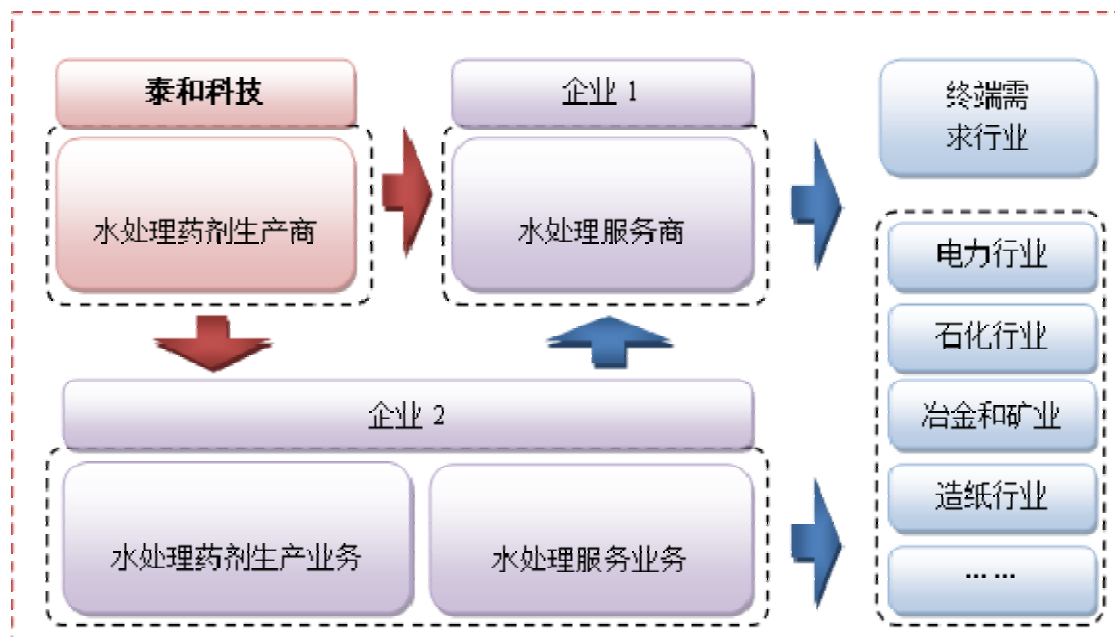 泰和科技
企业 1
终端需
求行业
水处理药剂生产商
水处理服务商
电力行业
石化行业
企业 2
冶金和矿业
造纸行业
水处理药剂生产业务
水处理服务业务
... ...